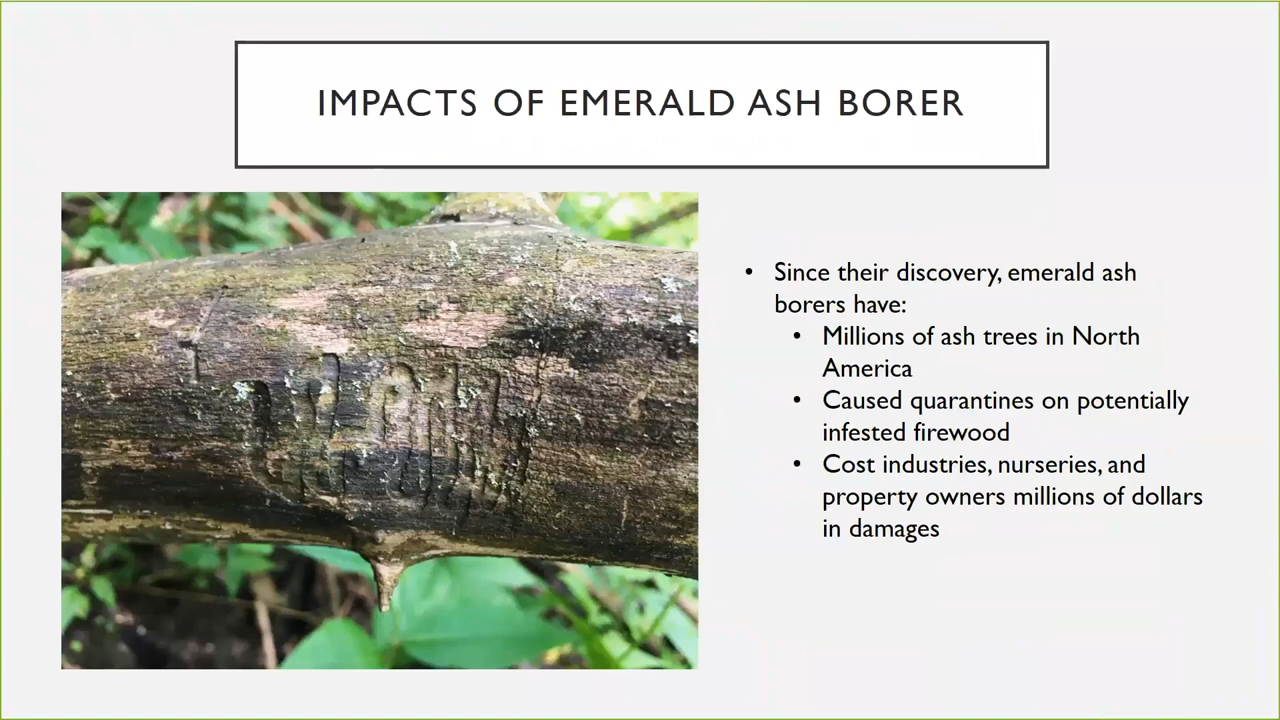 IMPACTS OF EMERALD ASH BORER
• Since their discovery, emerald ash
borers have:
• Millions of ash trees in North
America
• Caused quarantines on potentially
infested firewood
• Cost industries, nurseries, and
property owners millions of dollars
in damages